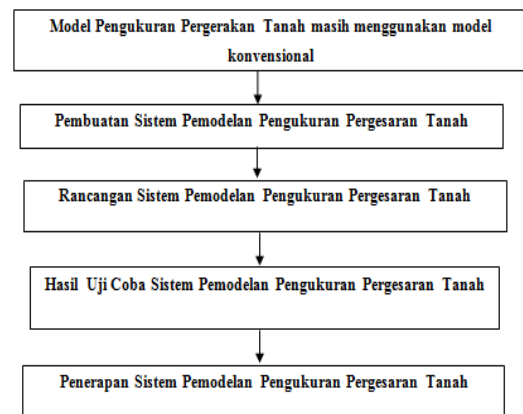 Model Pengukuran Pergerakan Tanah masih menggunakan model
konvensional
Pembuatan Sistem Pemodelan Pengukuran Pergesaran Tanah
Rancangan Sistem Pemodelan Pengukuran Pergesaran Tanah
Hasil Uji Coba Sistem Pemodelan Pengukuran Pergesaran Tanah
Penerapan Sistem Pemodelan Pengukuran Pergesaran Tanah